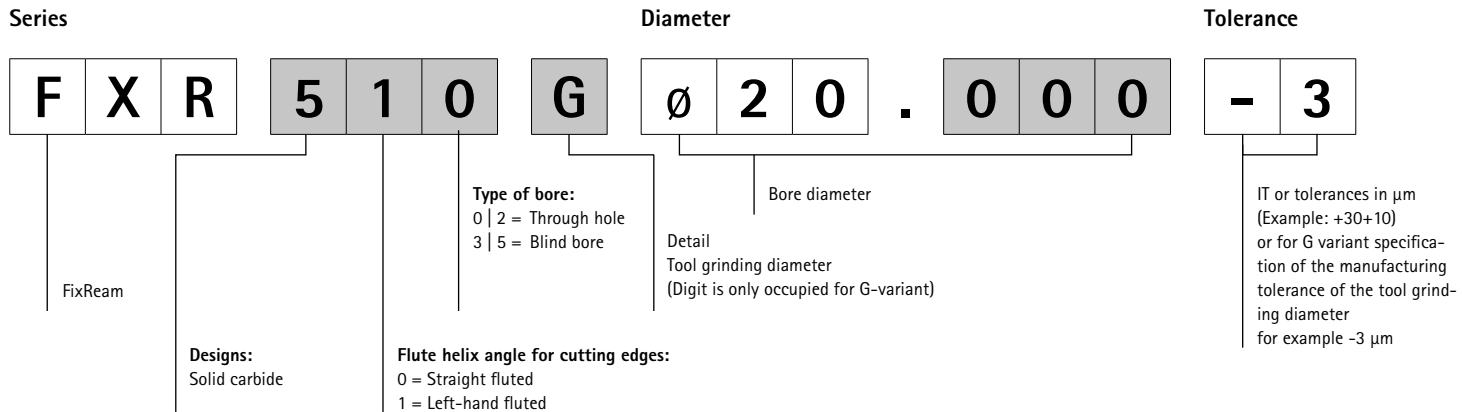 Series
Diameter
Tolerance
F X R 5 1 0 G ø 2 0 . 0 0 0 - 3
FixReam
Designs:
Solid carbide
Flute helix angle for cutting edges:
0 = Straight fluted
1 = Left-hand fluted
Type of bore:
0 | 2 = Through hole
3 | 5 = Blind bore
Detail
Tool grinding diameter
(Digit is only occupied for G-variant)
Bore diameter
IT or tolerances in µm
(Example: +30+10)
or for G variant specifica-
tion of the manufacturing
tolerance of the tool grind-
ing diameter
for example -3 µm